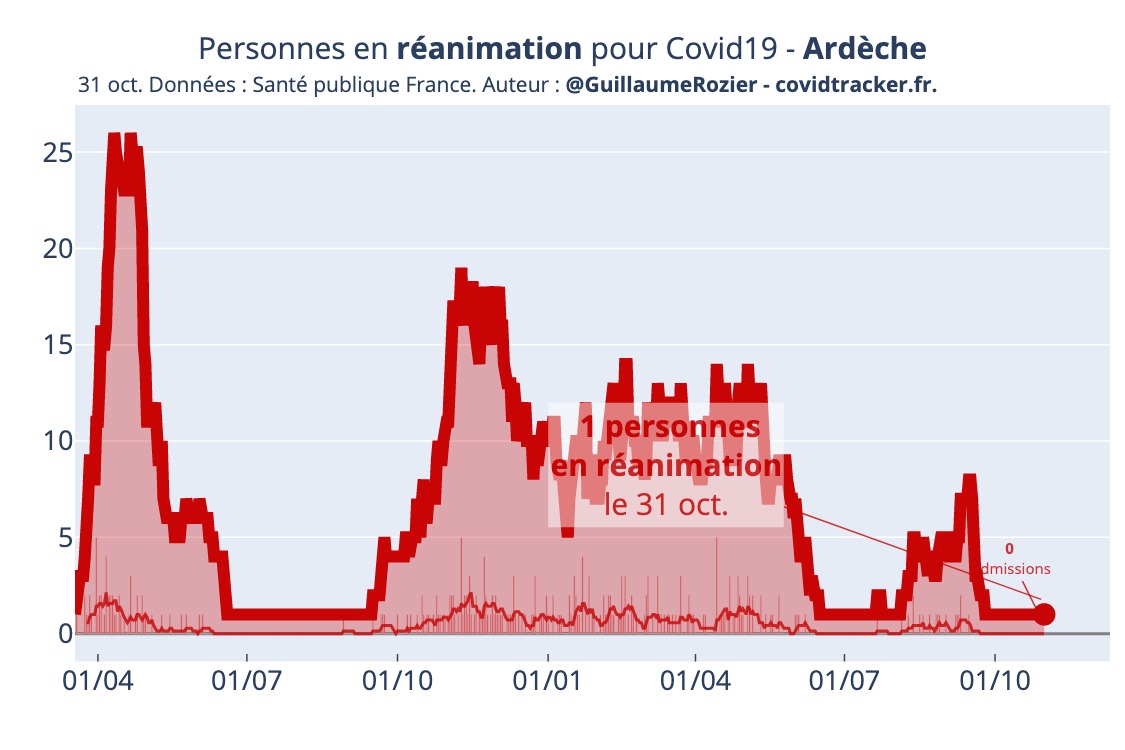 Personnes en réanimation pour Covid19 - Ardèche
31 oct. Données : Santé publique France. Auteur : @GuillaumeRozier - covidtracker.fr.
25
20
15
10
5
0
1 personnes
en réanimation
le 31 oct.
0
dmissions
01/04
01/07
01/10
01/01
01/04
01/07
01/10